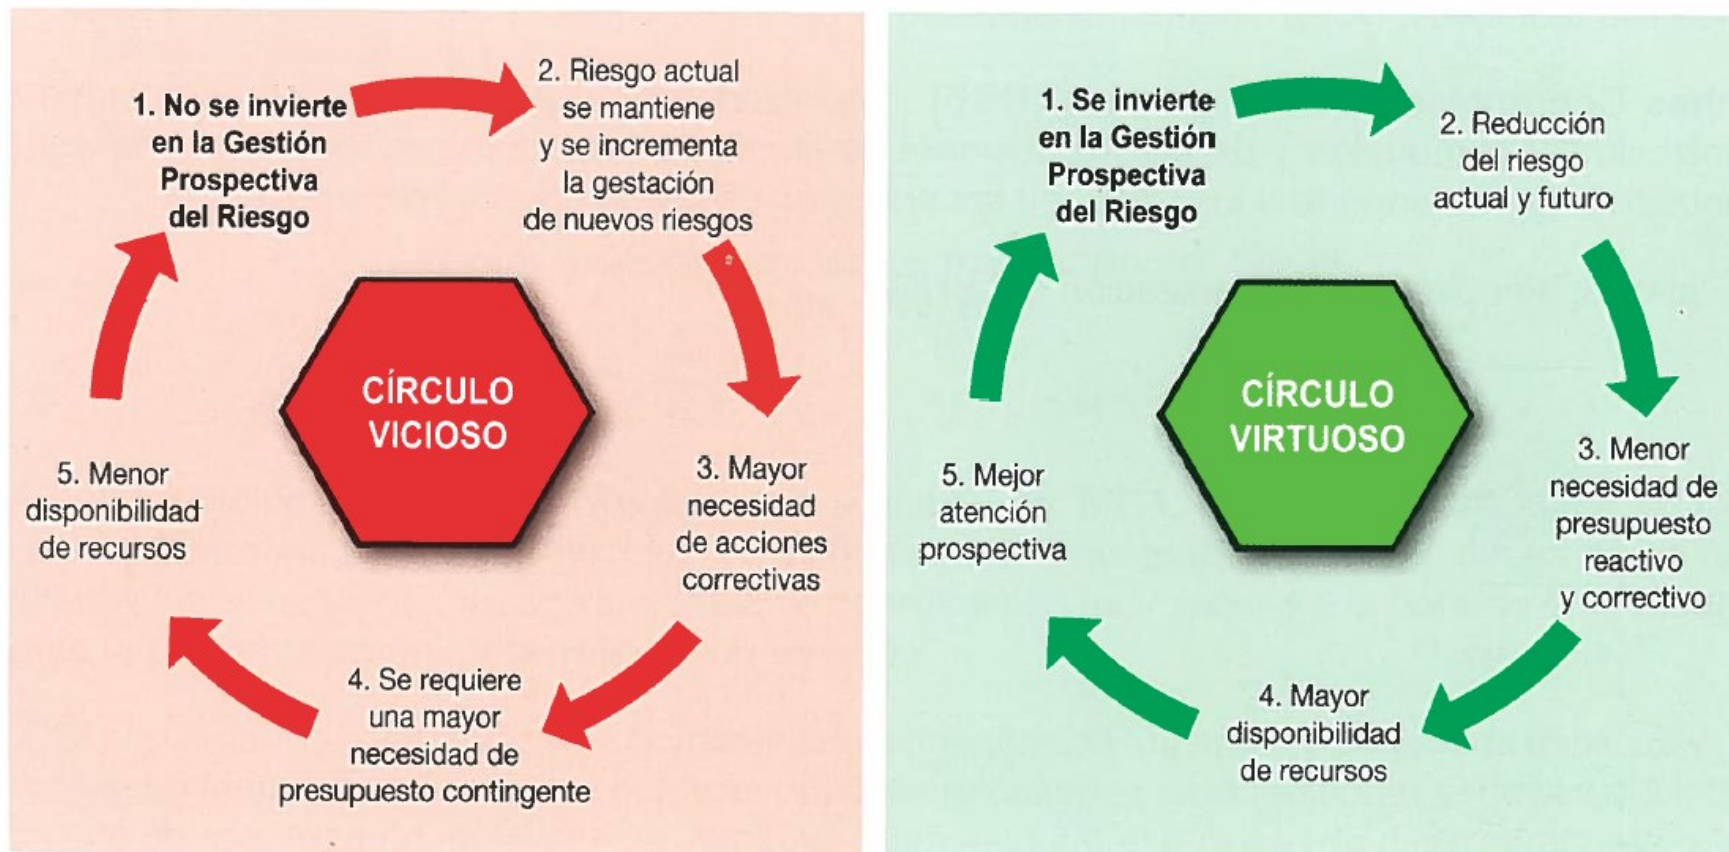 1. No se invierte
en la Gestión
Prospectiva
del Riesgo
2. Riesgo actual
se mantiene
y se incrementa
la gestación
de nuevos riesgos
3. Mayor
necesidad
de acciones
correctivas
4. Se requiere
una mayor
necesidad de
presupuesto contingente
5. Menor
disponibilidad
de recursos
CÍRCULO
VICIOSO
1. Se invierte
en la Gestión
Prospectiva
del Riesgo
2. Reducción
del riesgo
actual y futuro
3. Menor
necesidad de
presupuesto
reactivo
y correctivo
4. Mayor
disponibilidad
de recursos
5. Mejor
atención
prospectiva
CÍRCULO
VIRTUOSO